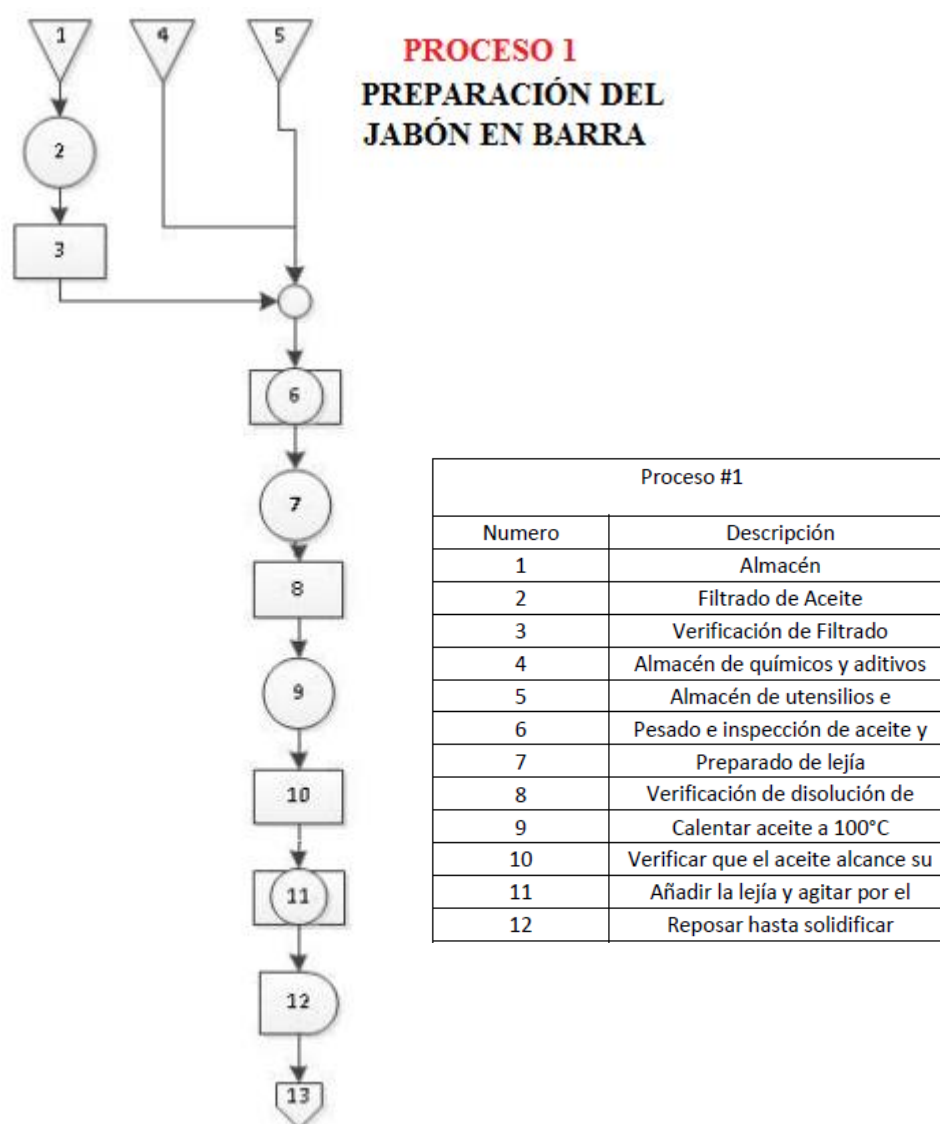 1
4
5
PROCESO 1
PREPARACIÓN DEL
JABÓN EN BARRA
2
3
6
7
8
9
10
11
12
13
Proceso #1
Numero Descripción
1 Almacén
2 Filtrado de Aceite
3 Verificación de Filtrado
4 Almacén de químicos y aditivos
5 Almacén de utensilios e
6 Pesado e inspección de aceite y
7 Preparado de lejía
8 Verificación de disolución de
9 Calentar aceite a 100°C
10 Verificar que el aceite alcance su
11 Añadir la lejía y agitar por el
12 Reposar hasta solidificar